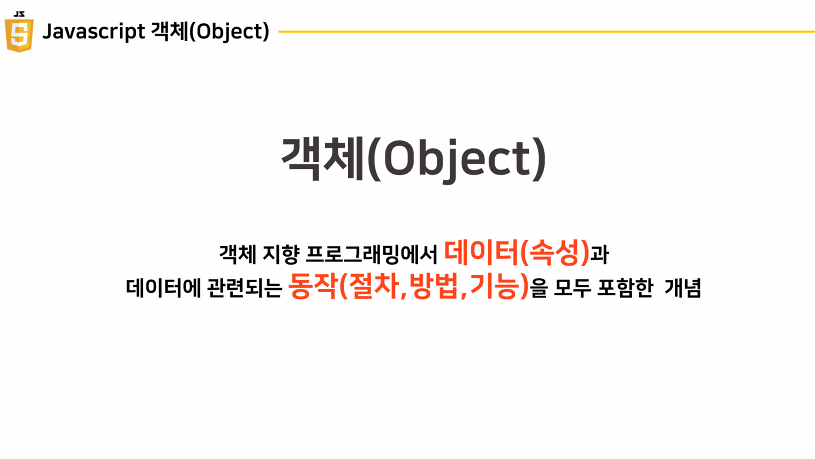 JS
5
Javascript 객체(Object)
객체(Object)
객체 지향 프로그래밍에서 데이터(속성)과
데이터에 관련되는 동작(절차,방법,기능)을 모두 포함한 개념